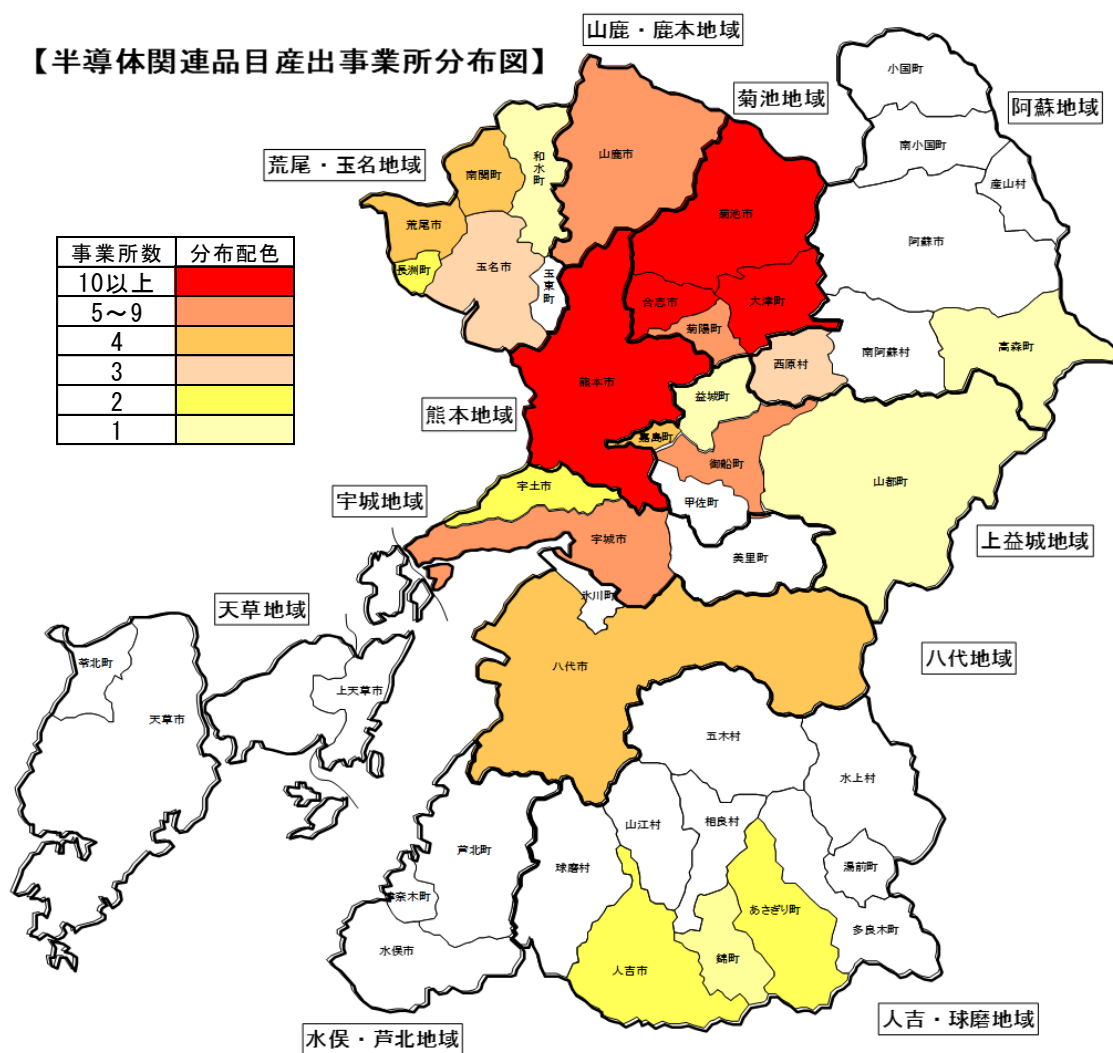 【半導体関連品目産出事業所分布図】
山鹿・鹿本地域
菊池地域
阿蘇地域
荒尾・玉名地域
小国町
南小国町
産山村
阿蘇市
和水町
南関町
山鹿市
菊池市
荒尾市
長洲町
玉名市
玉東町
合志市
大津町
菊陽町
西原村
南阿蘇村
高森町
事業所数 分布配色
10以上
5～9
4
3
2
1
熊本市
熊本地域
益城町
嘉島町
御船町
甲佐町
山都町
宇土市
宇城地域
宇城市
美里町
上益城地域
氷川町
天草地域
八代地域
八代市
苓北町
天草市
上天草市
五木村
水上村
山江村
相良村
芦北町
球磨村
湯前町
あさぎり町
多良木町
奈木町
水俣市
人吉市
錦町
水俣・芦北地域
人吉・球磨地域